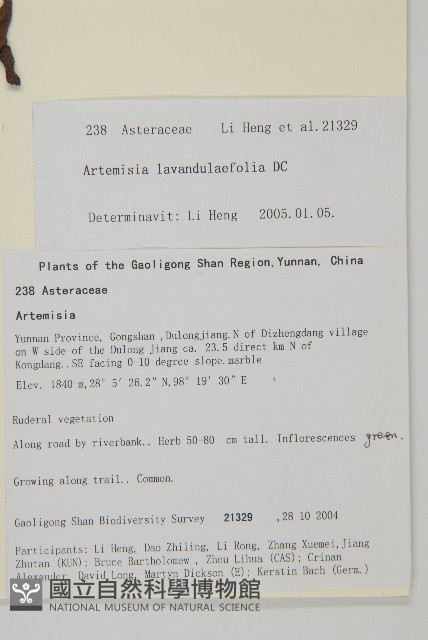 238 Asteraceae Li Heng et al. 21329
Artemisia lavandulaefolia DC
Determinavit: Li Heng 2005.01.05.
Plants of the Gaoligong Shan Region, Yunnan, China
238 Asteraceae
Artemisia
Yunnan Province, Gongshan ,Dulongjiang. N of Dizhengdang village
on W side of the Dulong Jiang ca. 23.5 direct km N of
Kongdang.. SE facing 0-10 degree slope. marble
Elev. 1840 m, 28° 5′ 26.2″ N, 98° 19′ 30″ E
Ruderal vegetation
Along road by riverbank.. Herb 50-80 cm tall. Inflorescences green.
Growing along trail.. Common.
Gaoligong Shan Biodiversity Survey 21329 ,28 10 2004
Participants: Li Heng, Dao Zhiling, Li Rong, Zhang Xuemei, Jiang
Zhutan (KUN); Bruce Bartholomew , Zhou Lihua (CAS); Crinan
Alexander, David Long, Martyn Dickson (E); Kerstin Bach (Germ.)
國立自然科學博物館
NATIONAL MUSEUM OF NATURAL SCIENCE